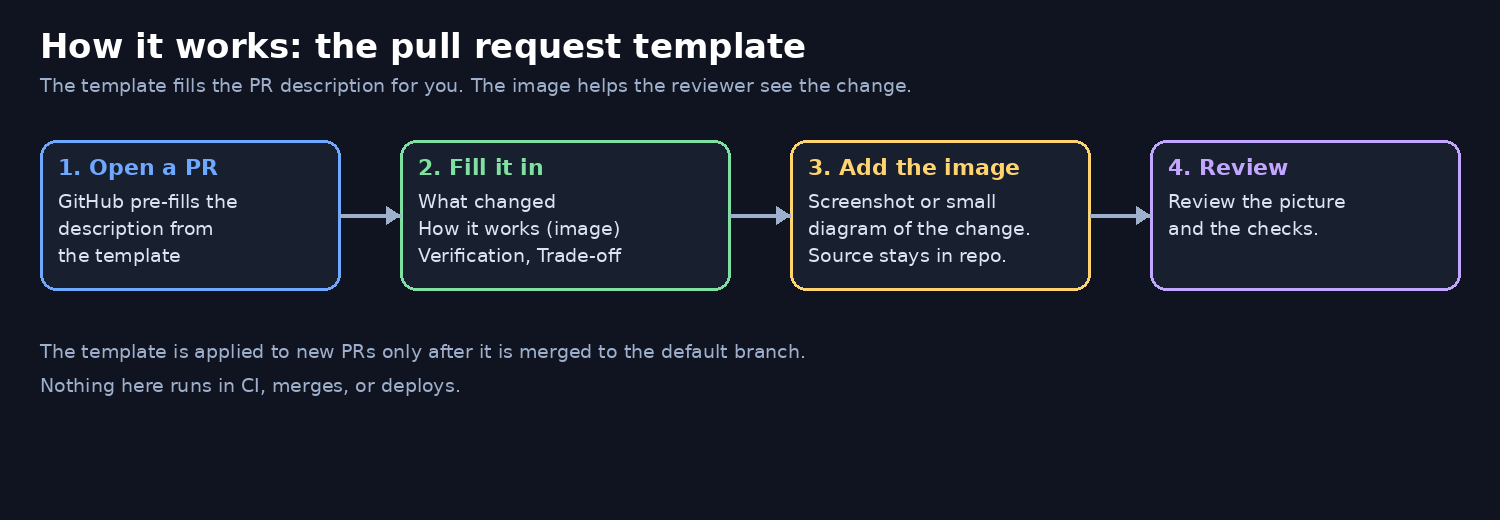 How it works: the pull request template
The template fills the PR description for you. The image helps the reviewer see the change.
1. Open a PR
GitHub pre-fills the
description from
the template
2. Fill it in
What changed
How it works (image)
Verification, Trade-off
3. Add the image
Screenshot or small
diagram of the change.
Source stays in repo.
4. Review
Review the picture
and the checks.
The template is applied to new PRs only after it is merged to the default branch.
Nothing here runs in CI, merges, or deploys.